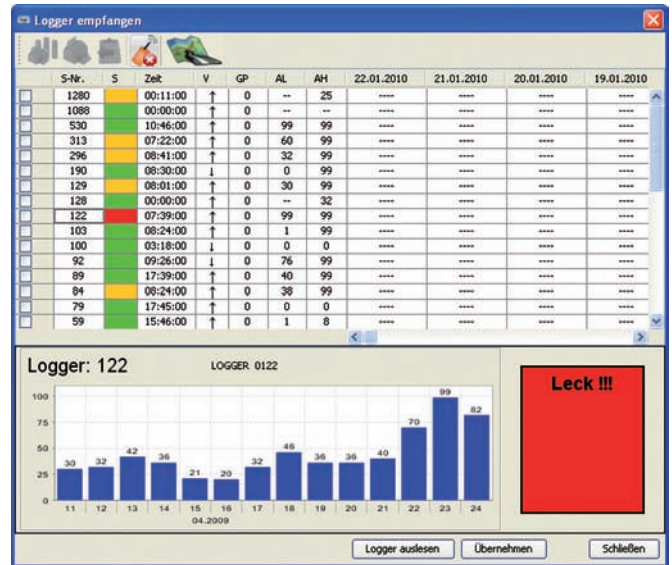 Logger empfangen
S-Nr. S Zeit V GP AL AH 22.01.2010 21.01.2010 20.01.2010 19.01.2010
1280 00:11:00 ↑ 0 -- 25 ---- ---- ---- ----
1088 00:00:00 ↑ 0 -- -- ---- ---- ---- ----
530 10:46:00 ↑ 0 99 99 ---- ---- ---- ----
313 07:22:00 ↑ 0 60 99 ---- ---- ---- ----
296 08:41:00 ↑ 0 32 99 ---- ---- ---- ----
190 08:30:00 ↓ 0 0 99 ---- ---- ---- ----
129 08:01:00 ↑ 0 30 99 ---- ---- ---- ----
128 00:00:00 ↑ 0 -- 32 ---- ---- ---- ----
122 07:39:00 ↑ 0 99 99 ---- ---- ---- ----
103 08:24:00 ↑ 0 1 99 ---- ---- ---- ----
100 03:18:00 ↓ 0 0 0 ---- ---- ---- ----
92 09:26:00 ↓ 0 76 99 ---- ---- ---- ----
89 17:39:00 ↑ 0 40 99 ---- ---- ---- ----
84 08:24:00 ↑ 0 38 99 ---- ---- ---- ----
79 17:45:00 ↑ 0 0 0 ---- ---- ---- ----
59 15:46:00 ↑ 0 1 8 ---- ---- ---- ----
Logger: 122 LOGGER 0122
Leck !!!
100 75 50 25 0
30 32 42 36 21 20 32 46 36 36 40 70 99 82
11 12 13 14 15 16 17 18 19 20 21 22 23 24
04.2009
Logger auslesen Übernehmen Schließen